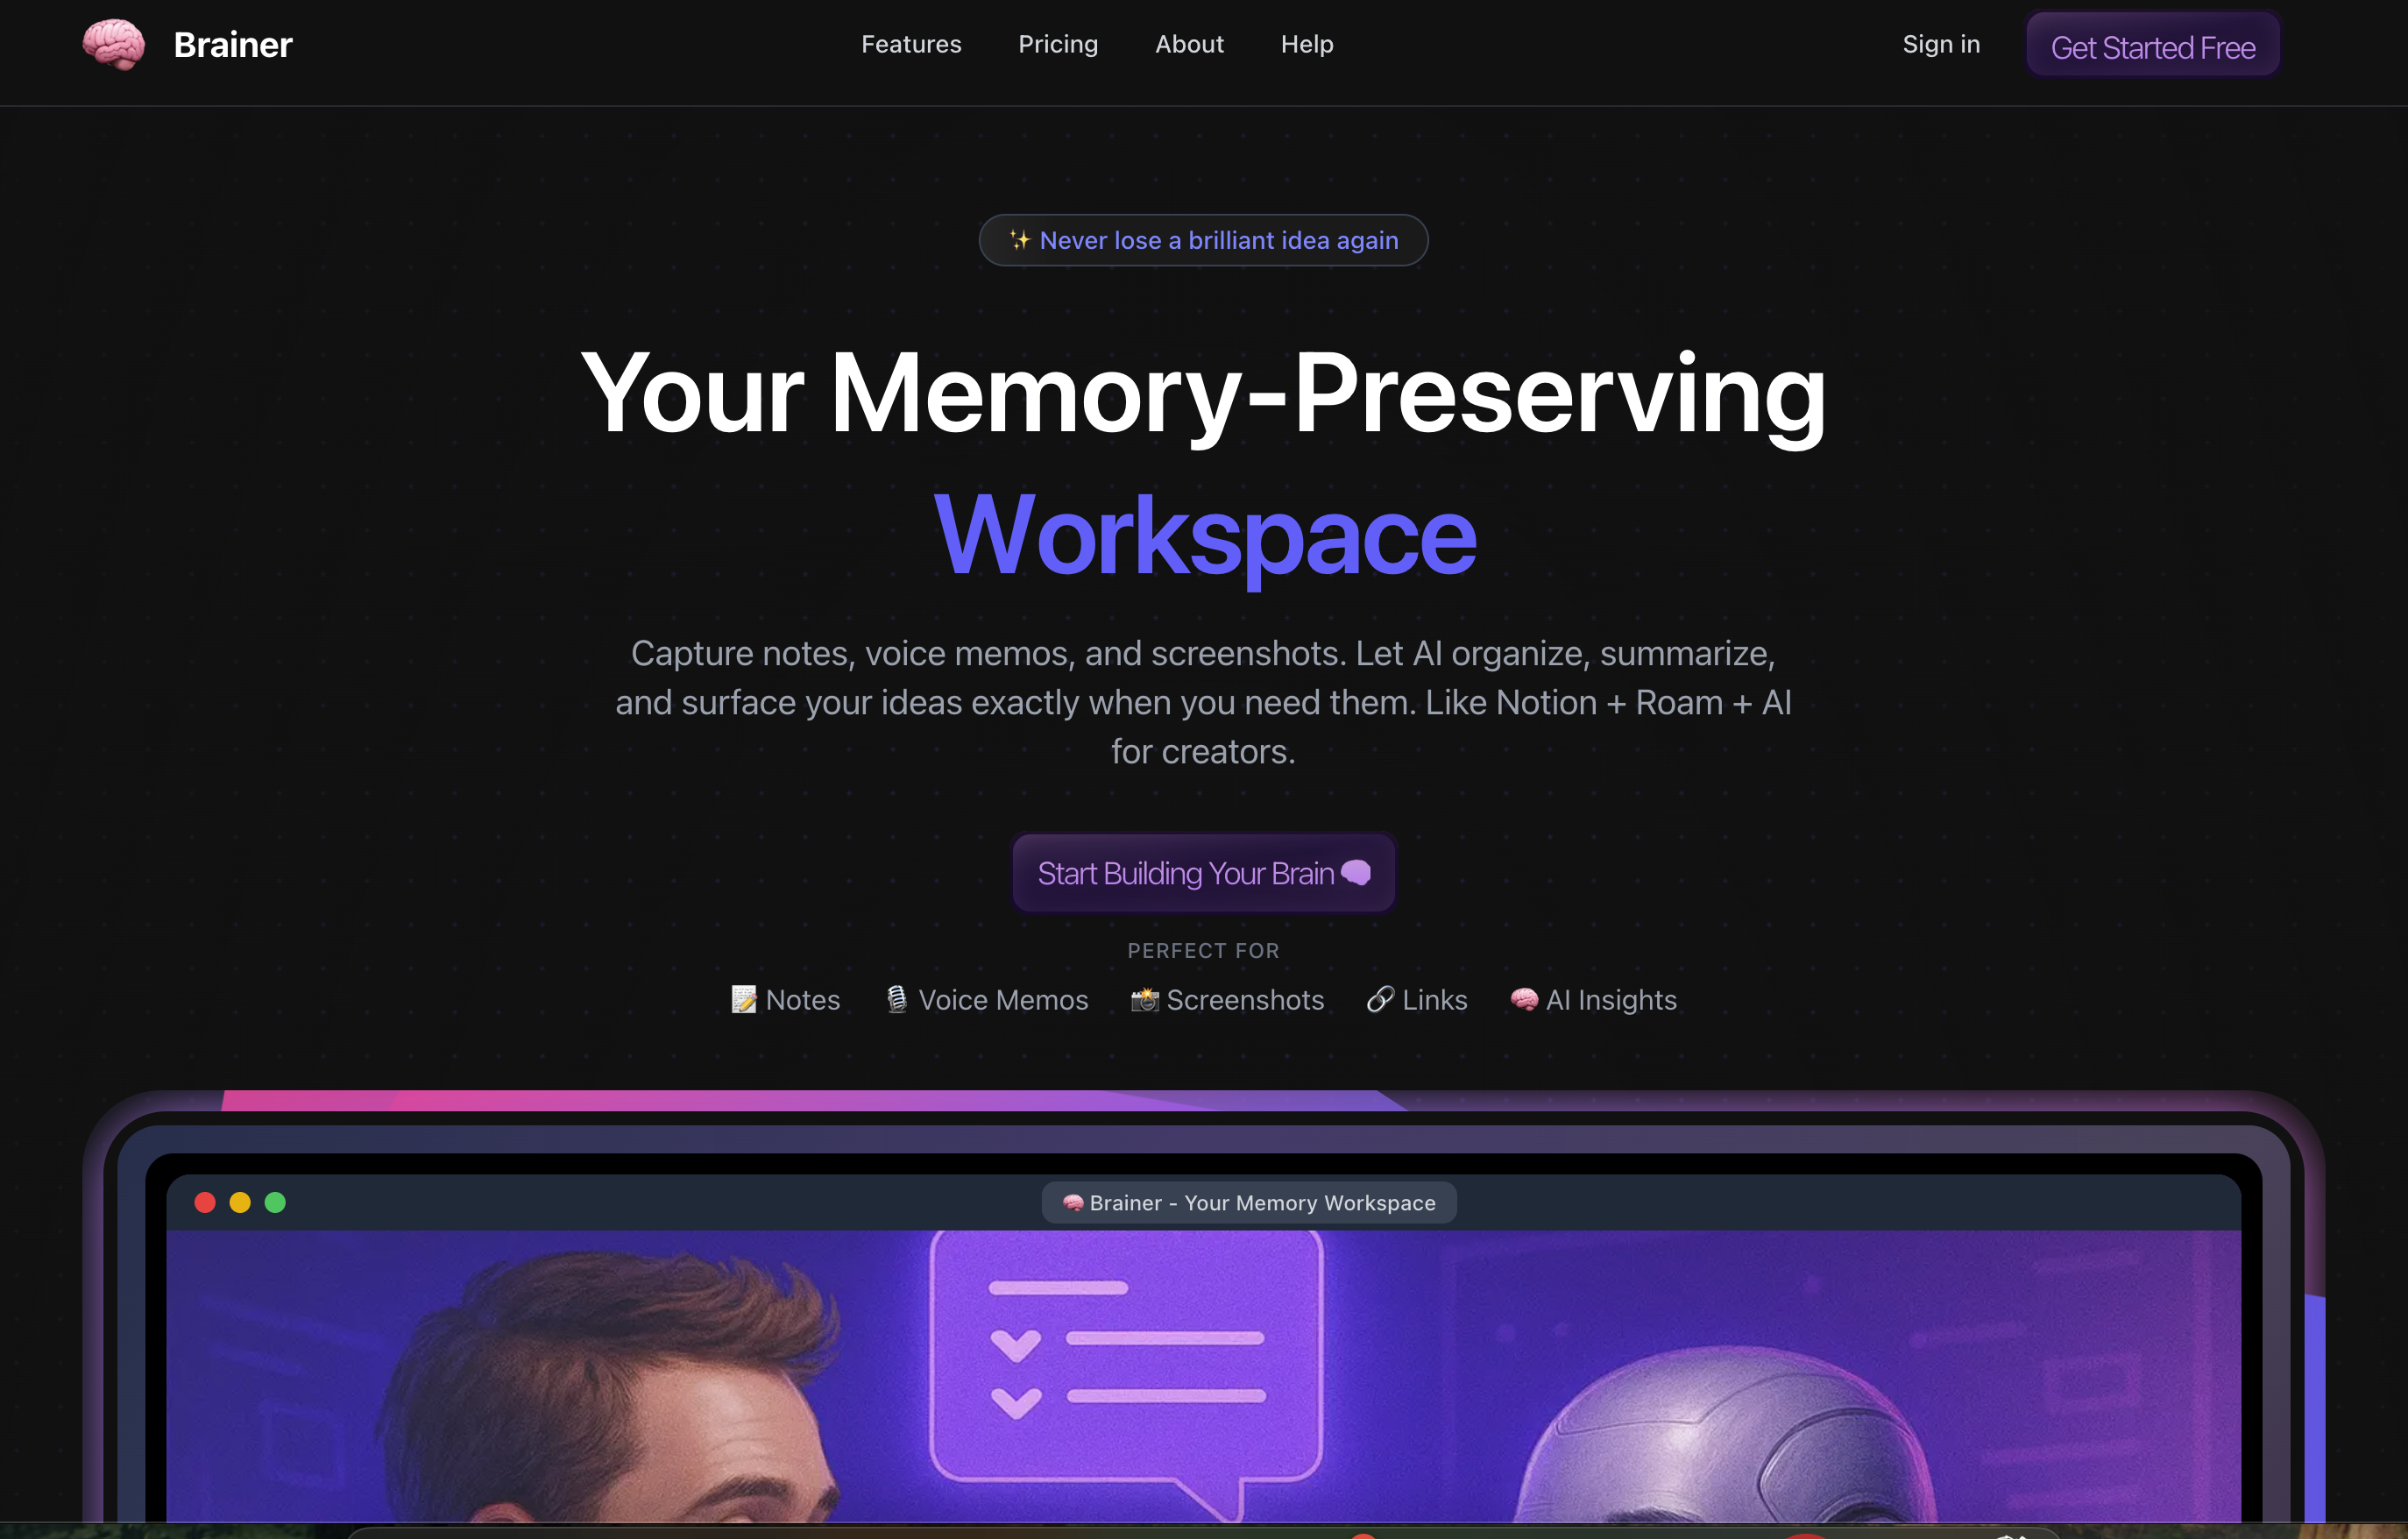 Brainer
Features Pricing About Help
Sign in
Get Started Free
✨ Never lose a brilliant idea again
Your Memory-Preserving
Workspace
Capture notes, voice memos, and screenshots. Let AI organize, summarize,
and surface your ideas exactly when you need them. Like Notion + Roam + AI
for creators.
Start Building Your Brain 🧠
PERFECT FOR
📝 Notes 🎙️ Voice Memos 📸 Screenshots 🔗 Links 🧠 AI Insights
🧠 Brainer - Your Memory Workspace